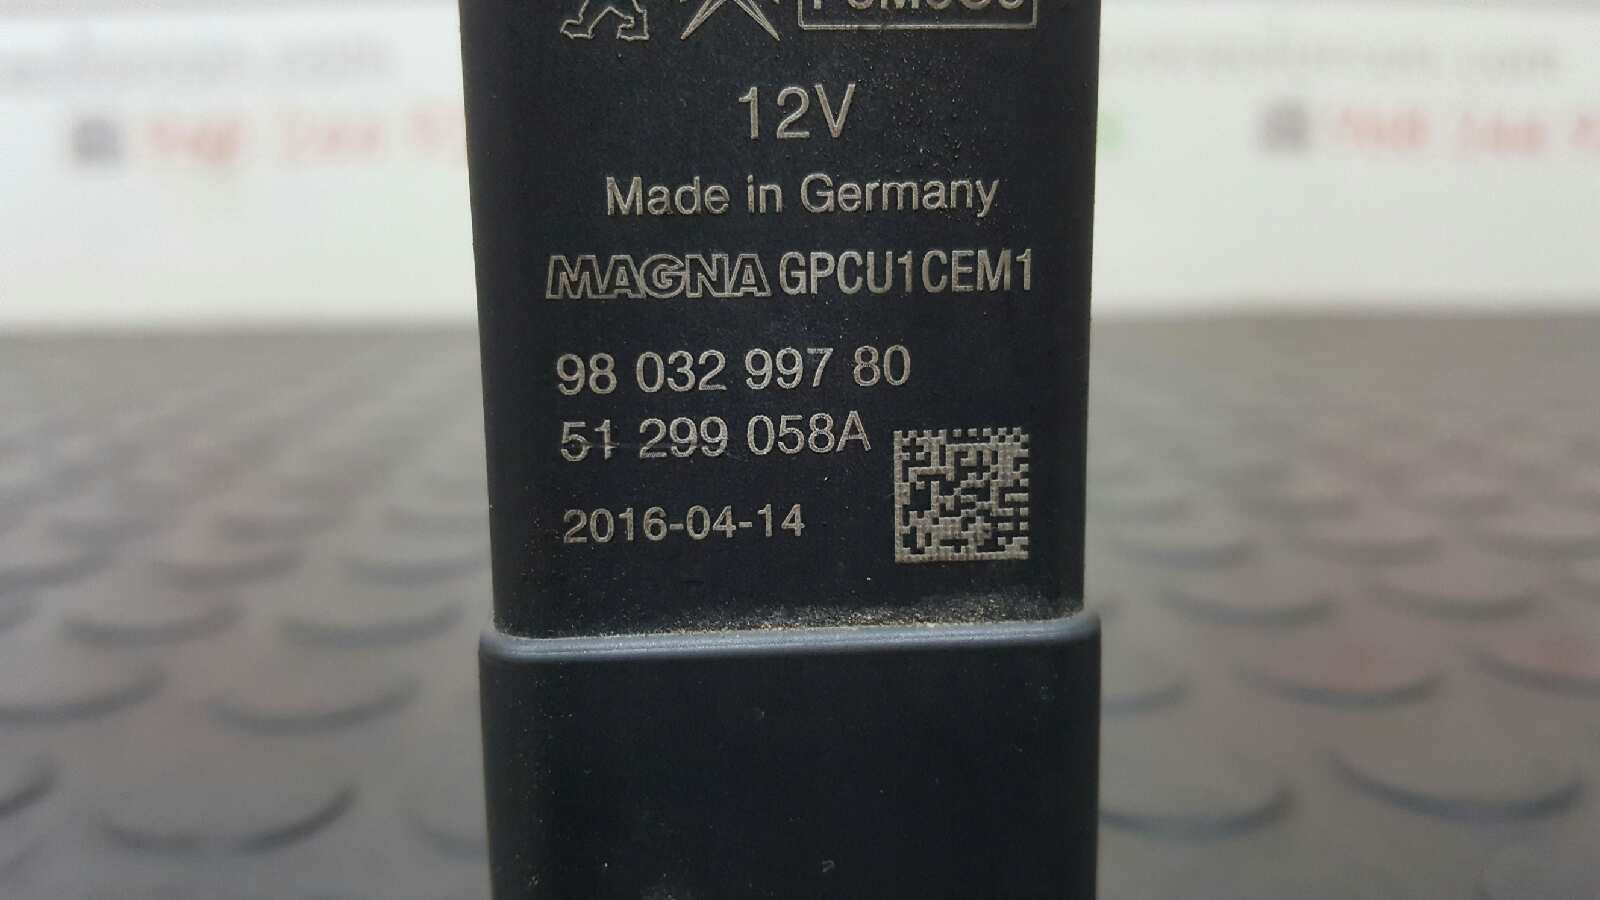 12V
Made in Germany
MAGNA GPCU1CEM1
98 032 997 80
51 299 058A
2016-04-14